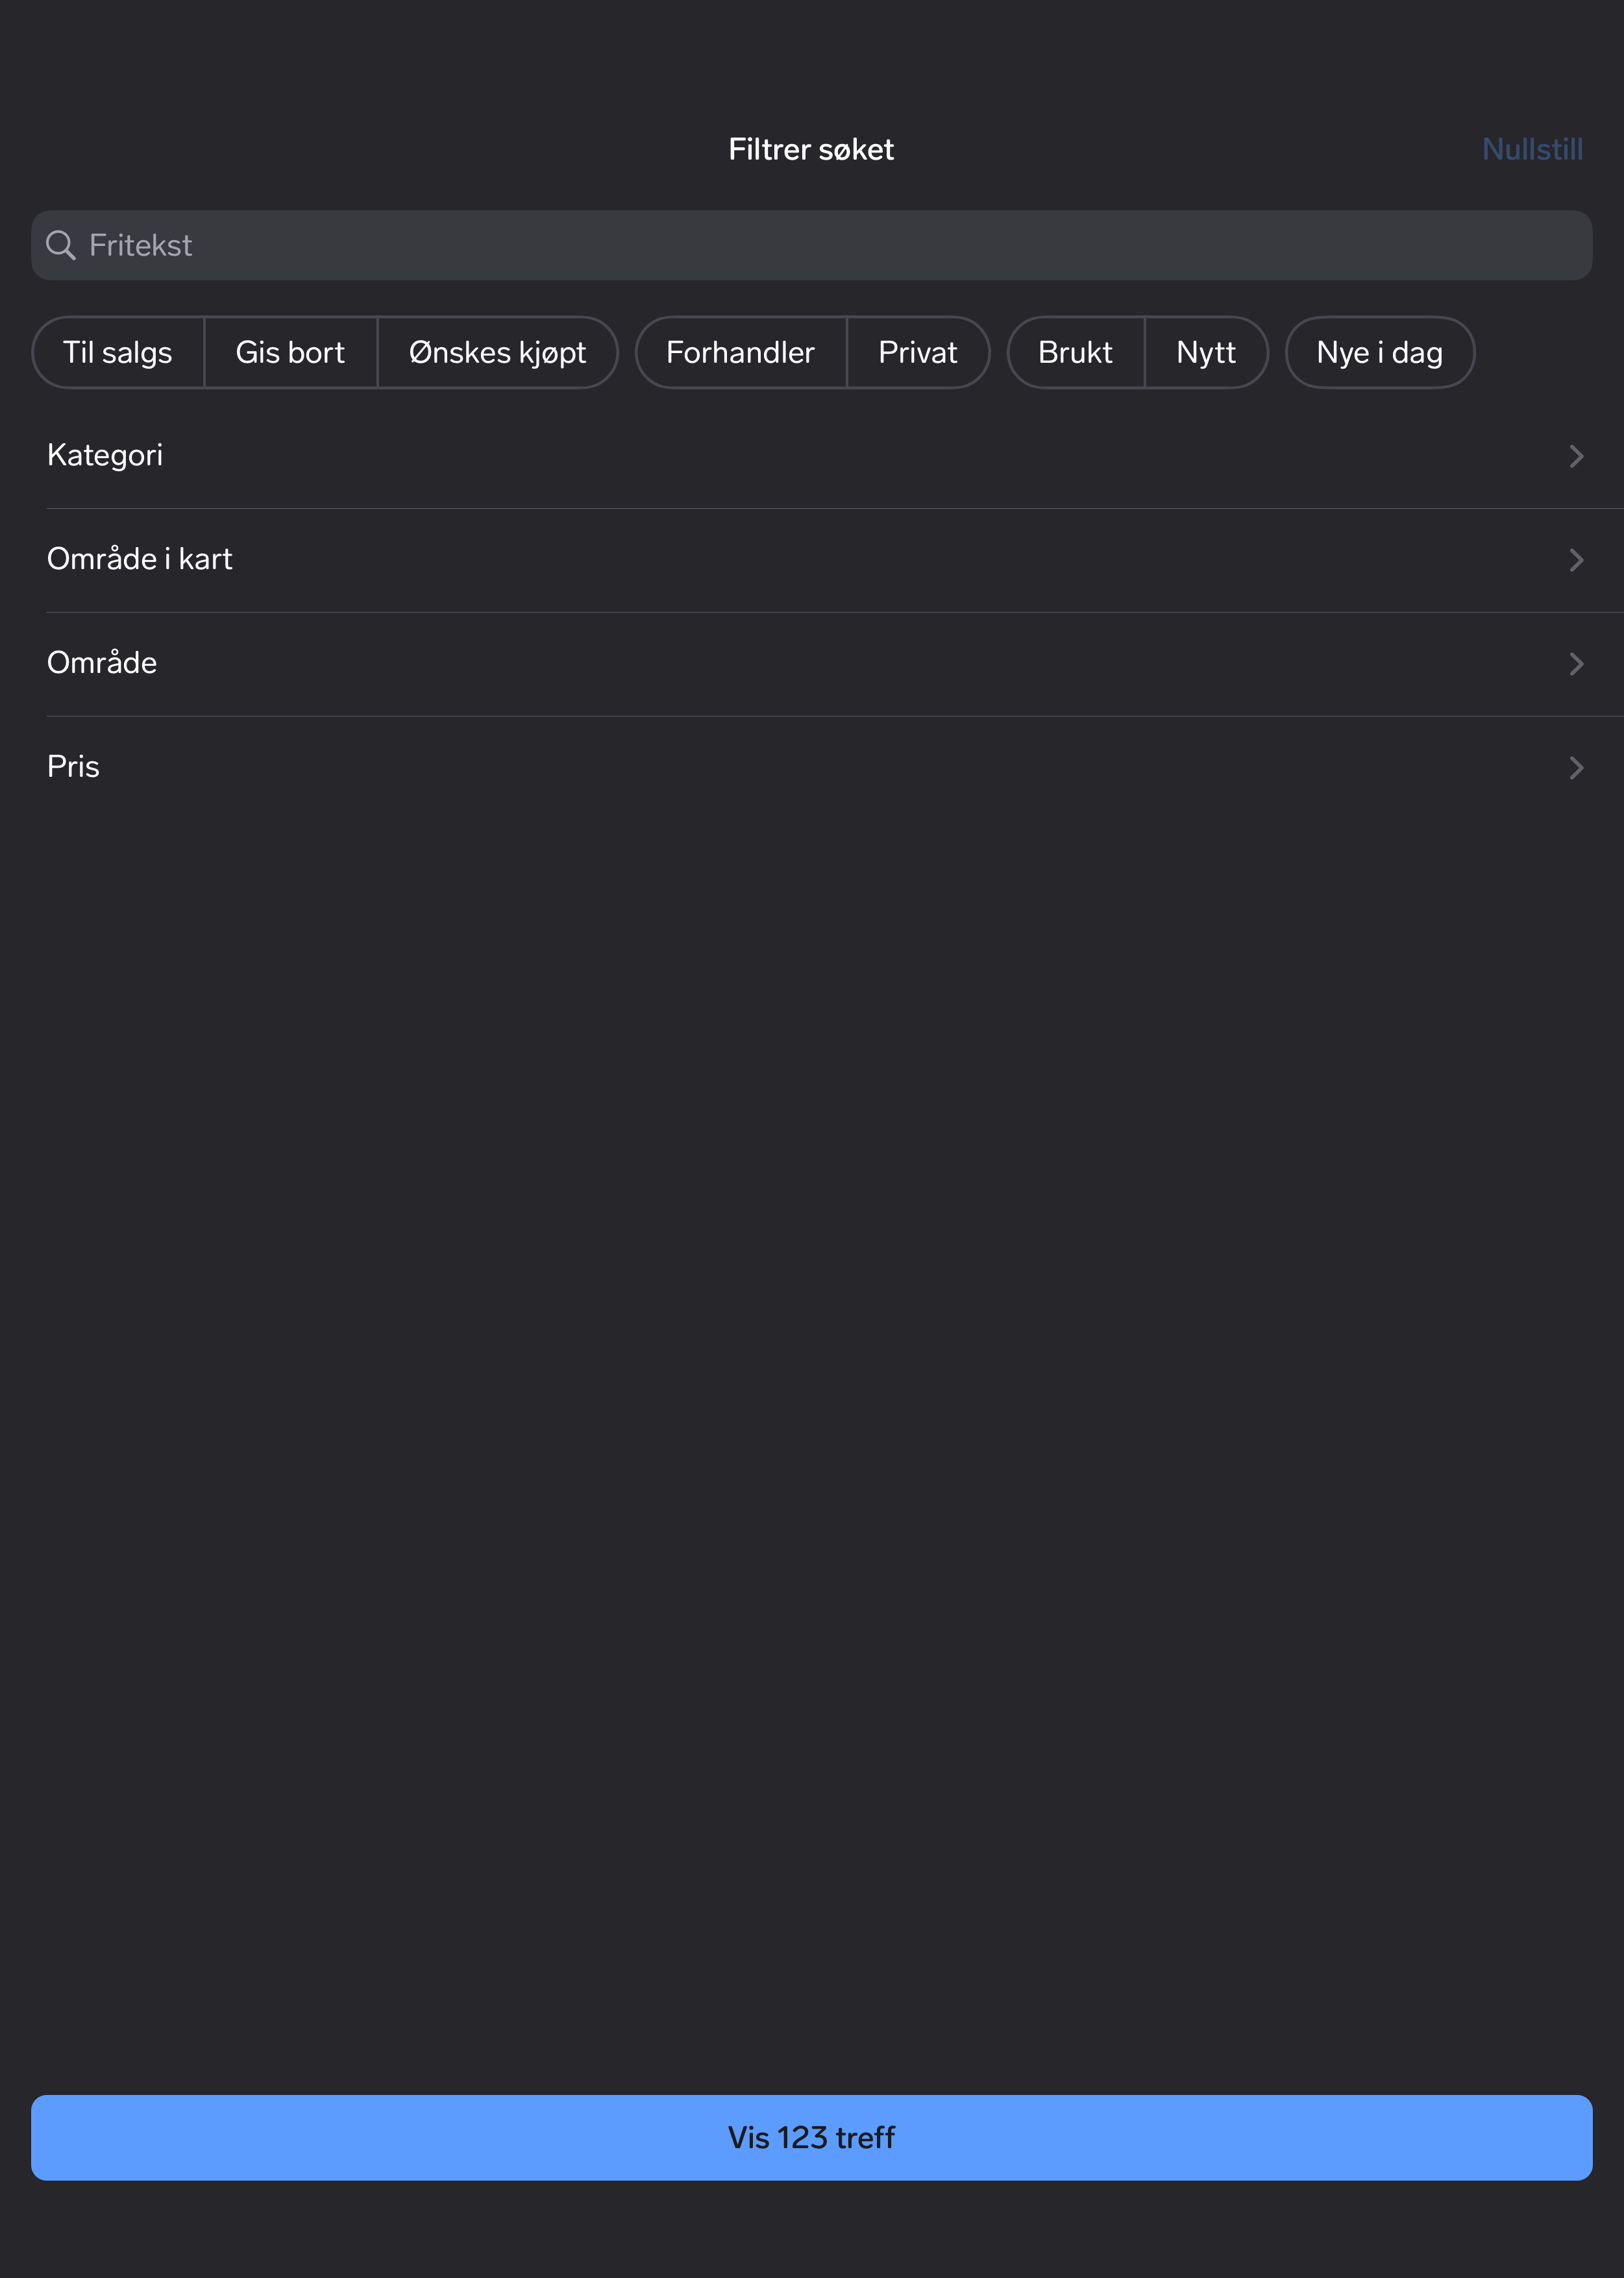 Filtrer søket Nullstill
Fritekst
Til salgs Gis bort Ønskes kjøpt Forhandler Privat Brukt Nytt Nye i dag
Kategori
Område i kart
Område
Pris
Vis 123 treff